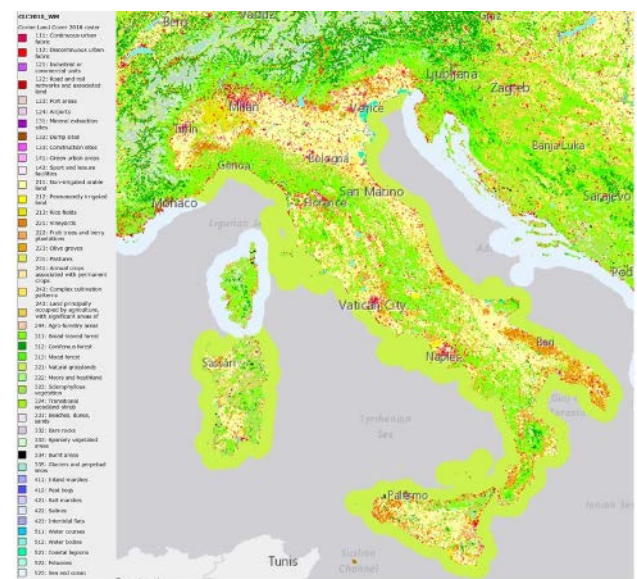 CLC2018_WM
Corine Land Cover 2018 raster
111: Continuous urban
fabric
112: Discontinuous urban
fabric
121: Industrial or
commercial units
122: Road and rail
networks and associated
land
123: Port areas
124: Airports
131: Mineral extraction
sites
132: Dump sites
133: Construction sites
141: Green urban areas
142: Sport and leisure
facilities
211: Non-irrigated arable
land
212: Permanently irrigated
land
213: Rice fields
221: Vineyards
222: Fruit trees and berry
plantations
223: Olive groves
231: Pastures
241: Annual crops
associated with permanent
crops
242: Complex cultivation
patterns
243: Land principally
occupied by agriculture,
with significant areas of
244: Agro-forestry areas
311: Broad-leaved forest
312: Coniferous forest
313: Mixed forest
321: Natural grasslands
322: Moors and heathland
323: Sclerophyllous
vegetation
324: Transitional
woodland shrub
331: Beaches, dunes,
sands
332: Bare rocks
333: Sparsely vegetated
areas
334: Burnt areas
335: Glaciers and perpetual
snow
411: Inland marshes
412: Peat bogs
421: Salt marshes
422: Salines
423: Intertidal flats
511: Water courses
512: Water bodies
521: Coastal lagoons
522: Estuaries
523: Sea and ocean
Bern
Vaduz
Graz
Ljubljana
Zagreb
Milan
Venice
Turin
Banja Luka
Genoa
Bologna
San Marino
Monaco
Florence
Sarajevo
Ligurian Se
Pod
Vatican City
Bari
Naples
Sassari
Tyrrhenian
Sea
Ionian Se
Palermo
Sicilian
Channel
Tunis